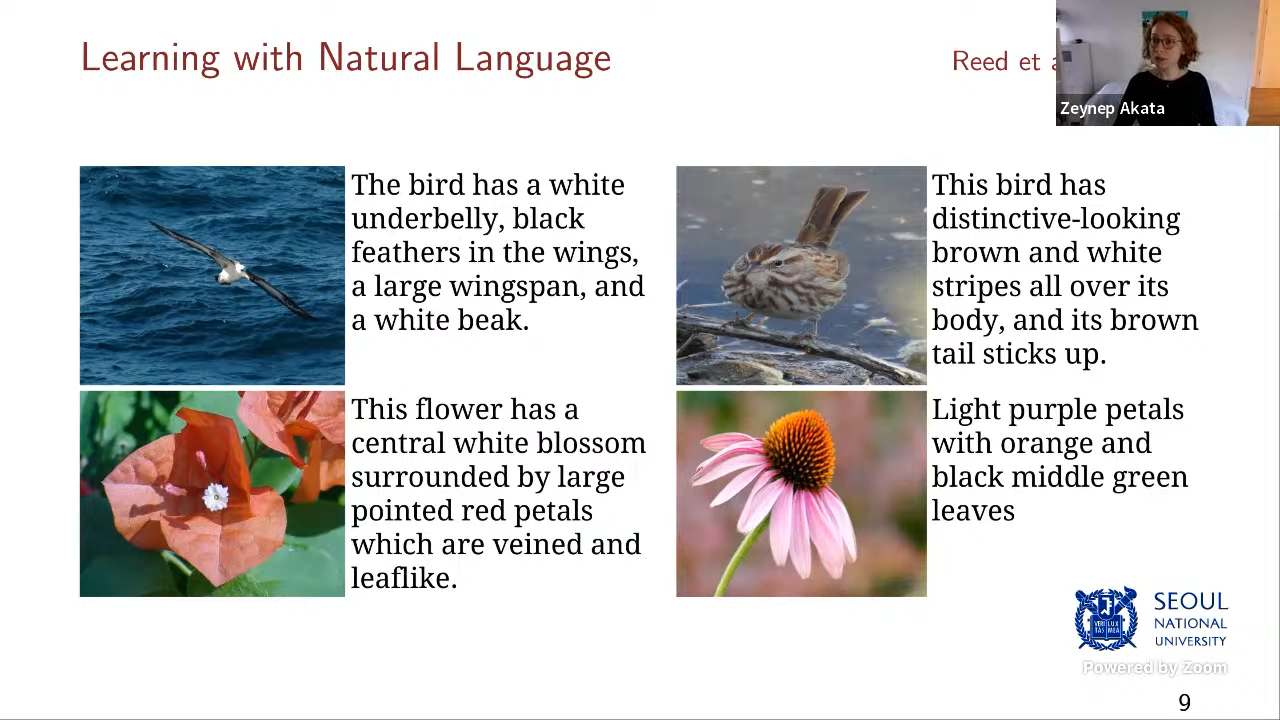 Learning with Natural Language
Reed et
Zeynep Akata
The bird has a white
underbelly, black
feathers in the wings,
a large wingspan, and
a white beak.
This bird has
distinctive-looking
brown and white
stripes all over its
body, and its brown
tail sticks up.
This flower has a
central white blossom
surrounded by large
pointed red petals
which are veined and
leaflike.
Light purple petals
with orange and
black middle green
leaves
VERI LUX
TAS MEA
SEOUL
NATIONAL
UNIVERSITY
Powered by Zoom
9